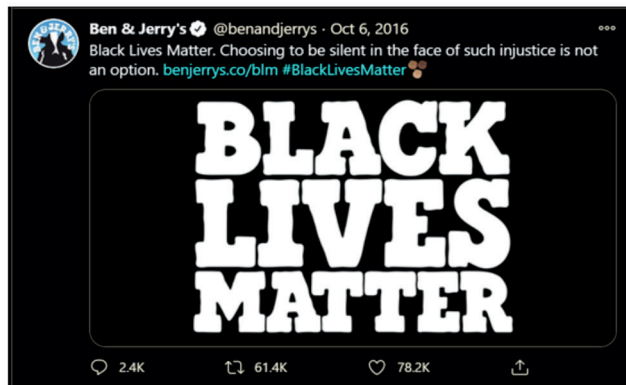 Ben & Jerry's @benandjerrys · Oct 6, 2016
Black Lives Matter. Choosing to be silent in the face of such injustice is not
an option. benjerrys.co/blm #BlackLivesMatter
BLACK
LIVES
MATTER
2.4K 61.4K 78.2K